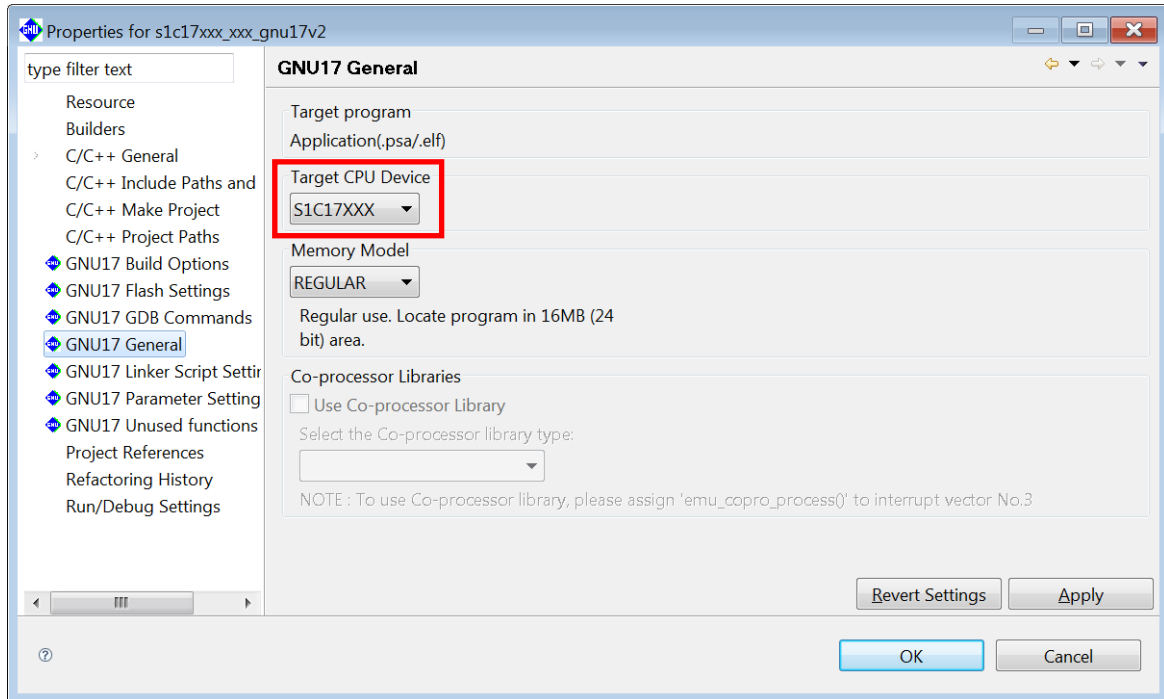 Properties for s1c17xxx_xxx_gnu17v2
type filter text
Resource
Builders
C/C++ General
C/C++ Include Paths and
C/C++ Make Project
C/C++ Project Paths
GNU17 Build Options
GNU17 Flash Settings
GNU17 GDB Commands
GNU17 General
GNU17 Linker Script Settir
GNU17 Parameter Setting
GNU17 Unused functions
Project References
Refactoring History
Run/Debug Settings
GNU17 General
Target program
Application(.psa/.elf)
Target CPU Device
S1C17XXX
Memory Model
REGULAR
Regular use. Locate program in 16MB (24
bit) area.
Co-processor Libraries
Use Co-processor Library
Select the Co-processor library type:
NOTE : To use Co-processor library, please assign 'emu_copro_process()' to interrupt vector No.3
Revert Settings
Apply
OK
Cancel